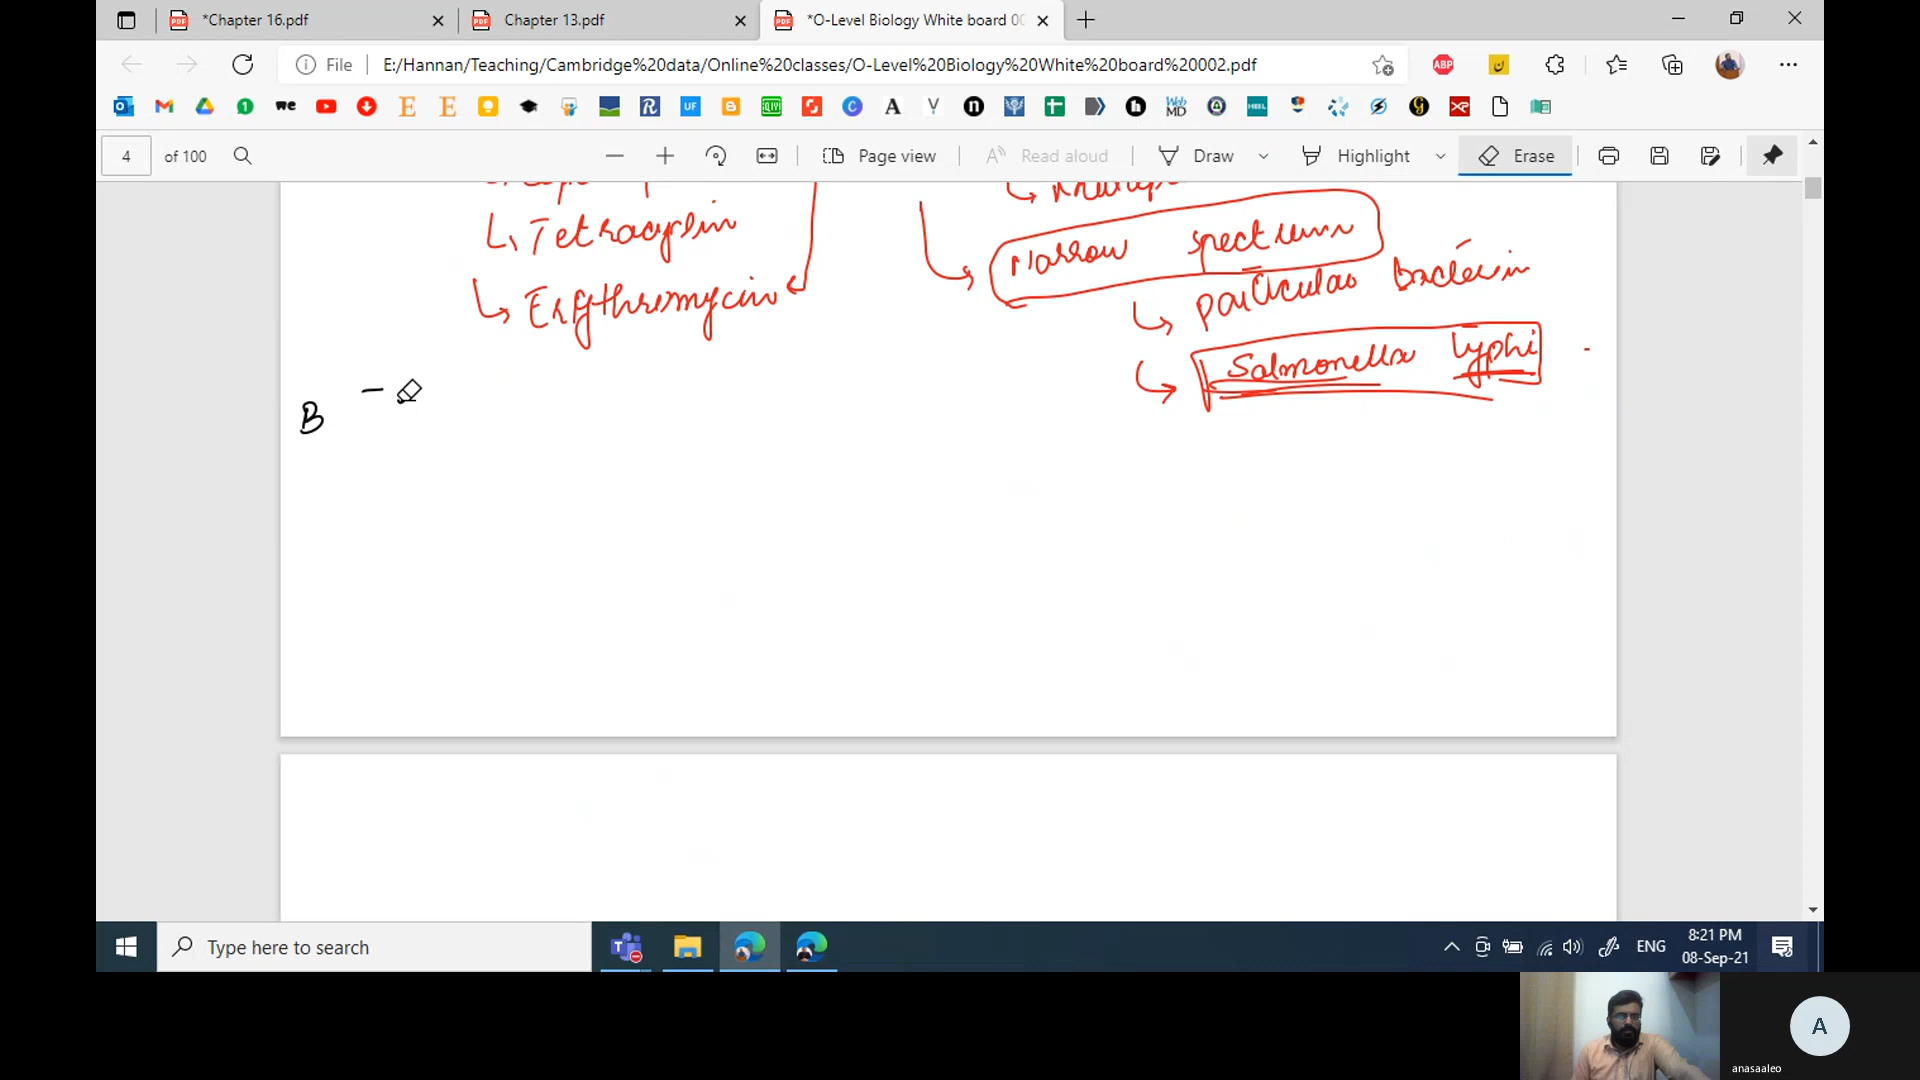 *Chapter 16.pdf
Chapter 13.pdf
*O-Level Biology White board 00
File
E:/Hannan/Teaching/Cambridge%20data/Online%20classes/O-Level%20Biology%20White%20board%20002.pdf
4 of 100
Page view
Read aloud
Draw
Highlight
Erase
Tetracyslin
Narrow spectrum
Erythromycin
particular bacteria
Salmonella typhi
B -
Type here to search
ENG
8:21 PM
08-Sep-21
A
anasaaleo